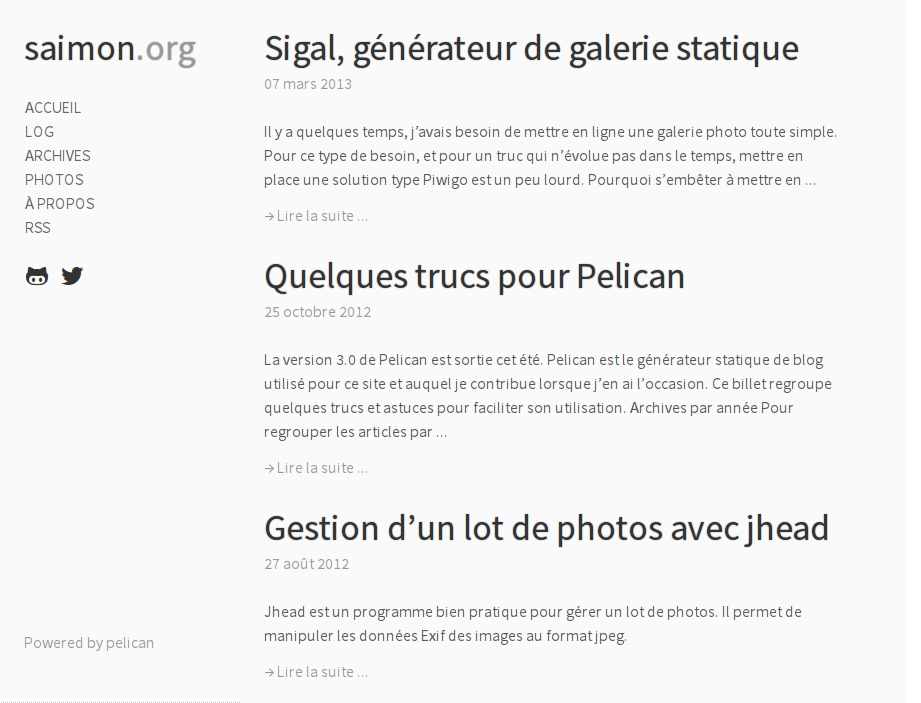 saimon.org
ACCUEIL
LOG
ARCHIVES
PHOTOS
À PROPOS
RSS
Powered by pelican
Sigal, générateur de galerie statique
07 mars 2013
Il y a quelques temps, j’avais besoin de mettre en ligne une galerie photo toute simple.
Pour ce type de besoin, et pour un truc qui n’évolue pas dans le temps, mettre en
place une solution type Piwigo est un peu lourd. Pourquoi s’embêter à mettre en ...
→ Lire la suite ...
Quelques trucs pour Pelican
25 octobre 2012
La version 3.0 de Pelican est sortie cet été. Pelican est le générateur statique de blog
utilisé pour ce site et auquel je contribue lorsque j’en ai l’occasion. Ce billet regroupe
quelques trucs et astuces pour faciliter son utilisation. Archives par année Pour
regrouper les articles par ...
→ Lire la suite ...
Gestion d’un lot de photos avec jhead
27 août 2012
Jhead est un programme bien pratique pour gérer un lot de photos. Il permet de
manipuler les données Exif des images au format jpeg.
→ Lire la suite ...